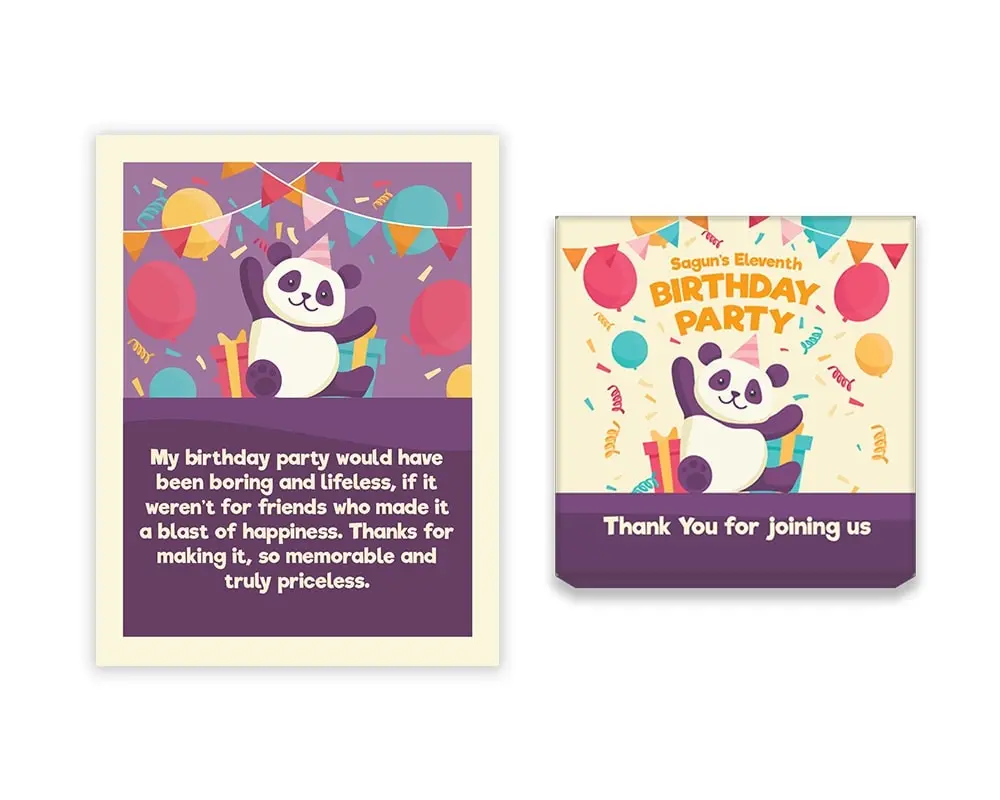 My birthday party would have
been boring and lifeless, if it
weren't for friends who made it
a blast of happiness. Thanks for
making it, so memorable and
truly priceless.
Sagun's Eleventh
BIRTHDAY
PARTY
Thank You for joining us